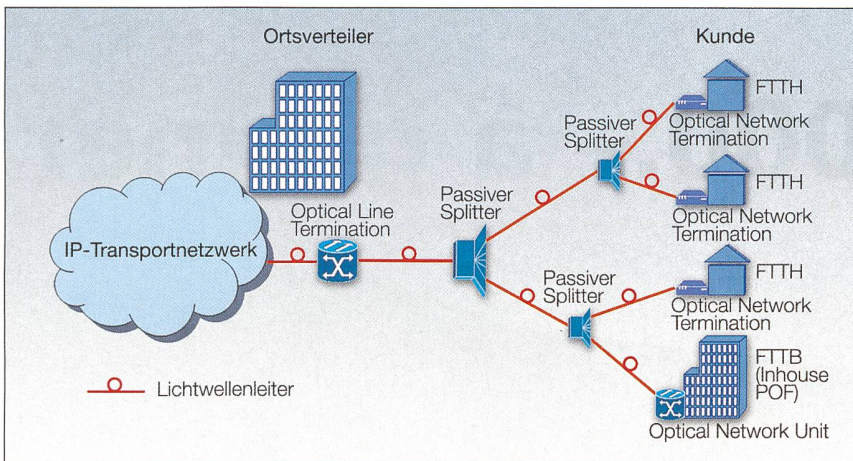 Ortsverteiler
Kunde
FTTH
Optical Network
Termination
Passiver
Splitter
FTTH
Optical Network
Termination
Passiver
Splitter
Optical Line
Termination
IP-Transportnetzwerk
Passiver
Splitter
FTTH
Optical Network
Termination
FTTB
(Inhouse
POF)
Optical Network Unit
Lichtwellenleiter